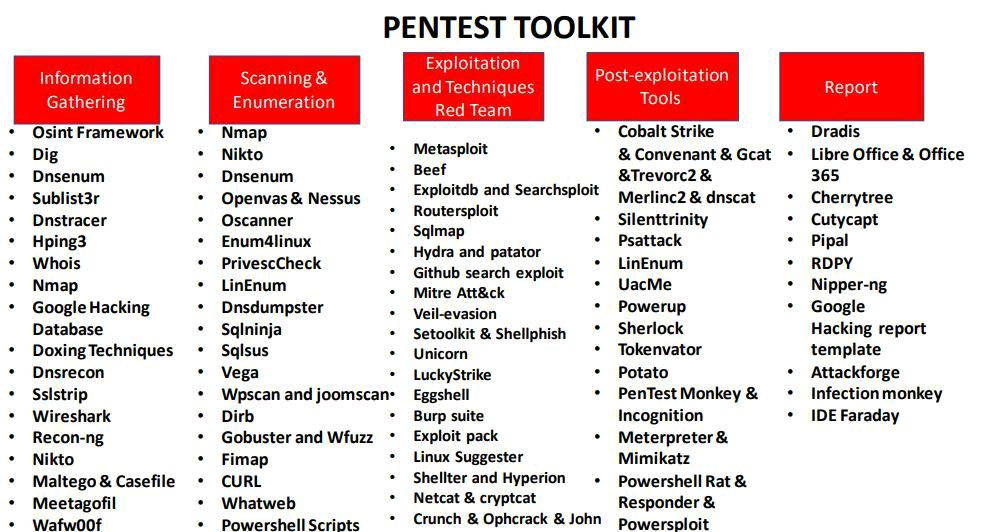 PENTEST TOOLKIT
Information
Gathering
• Osint Framework
• Dig
• Dnsenum
• Sublist3r
• Dnstracer
• Hping3
• Whois
• Nmap
• Google Hacking
Database
• Doxing Techniques
• Dnsrecon
• Sslstrip
• Wireshark
• Recon-ng
• Nikto
• Maltego & Casefile
• Meetagofil
• Wafw00f
Scanning &
Enumeration
• Nmap
• Nikto
• Dnsenum
• Openvas & Nessus
• Oscanner
• Enum4linux
• PrivescCheck
• LinEnum
• Dnsdumpster
• Sqlninja
• Sqlsus
• Vega
• Wpscan and joomscan
• Dirb
• Gobuster and Wfuzz
• Fimap
• CURL
• Whatweb
• Powershell Scripts
Exploitation
and Techniques
Red Team
• Metasploit
• Beef
• Exploitdb and Searchsploit
• Routersploit
• Sqlmap
• Hydra and patator
• Github search exploit
• Mitre Att&ck
• Veil-evasion
• Setoolkit & Shellphish
• Unicorn
• LuckyStrike
• Eggshell
• Burp suite
• Exploit pack
• Linux Suggester
• Shellter and Hyperion
• Netcat & cryptcat
• Crunch & Ophcrack & John
Post-exploitation
Tools
• Cobalt Strike
& Convenant & Gcat
&Trevorc2 &
Merlinc2 & dnscat
• Silenttrinity
• Psattack
• LinEnum
• UacMe
• Powerup
• Sherlock
• Tokenvator
• Potato
• PenTest Monkey &
Incognition
• Meterpreter &
Mimikatz
• Powershell Rat &
Responder &
Powersploit
Report
• Dradis
• Libre Office & Office
365
• Cherrytree
• Cutycapt
• Pipal
• RDPY
• Nipper-ng
• Google
Hacking report
template
• Attackforge
• Infection monkey
• IDE Faraday